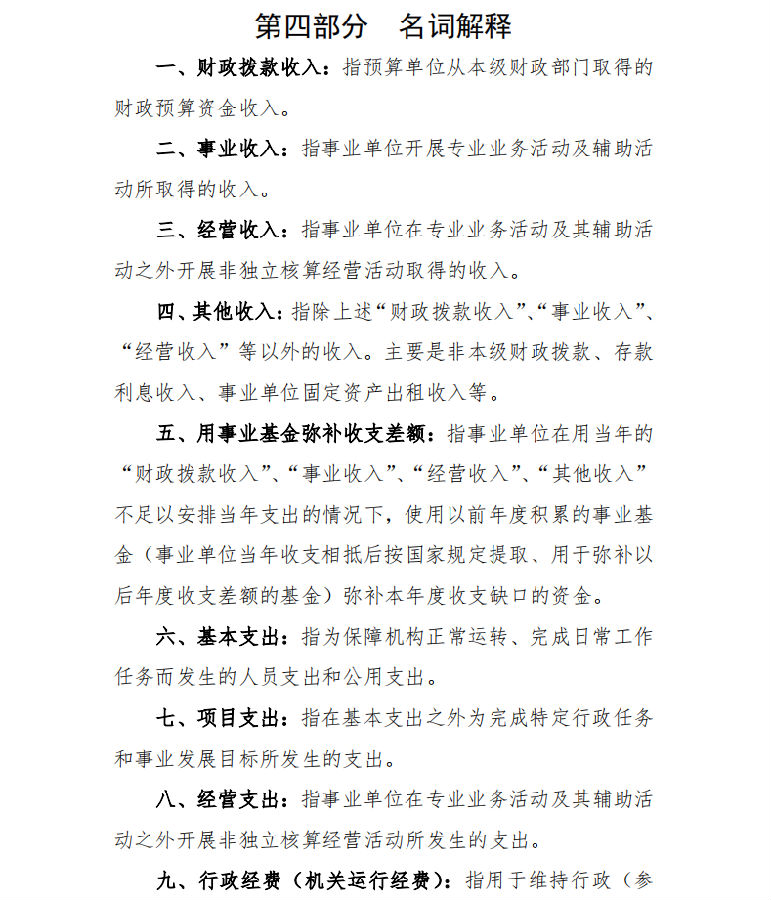 第四部分　名词解释
一、财政拨款收入：指预算单位从本级财政部门取得的
财政预算资金收入。
二、事业收入：指事业单位开展专业业务活动及辅助活
动所取得的收入。
三、经营收入：指事业单位在专业业务活动及其辅助活
动之外开展非独立核算经营活动取得的收入。
四、其他收入：指除上述“财政拨款收入”、“事业收入”、
“经营收入”等以外的收入。主要是非本级财政拨款、存款
利息收入、事业单位固定资产出租收入等。
五、用事业基金弥补收支差额：指事业单位在用当年的
“财政拨款收入”、“事业收入”、“经营收入”、“其他收入”
不足以安排当年支出的情况下，使用以前年度积累的事业基
金（事业单位当年收支相抵后按国家规定提取、用于弥补以
后年度收支差额的基金）弥补本年度收支缺口的资金。
六、基本支出：指为保障机构正常运转、完成日常工作
任务而发生的人员支出和公用支出。
七、项目支出：指在基本支出之外为完成特定行政任务
和事业发展目标所发生的支出。
八、经营支出：指事业单位在专业业务活动及其辅助活
动之外开展非独立核算经营活动所发生的支出。
九、行政经费（机关运行经费）：指用于维持行政（参